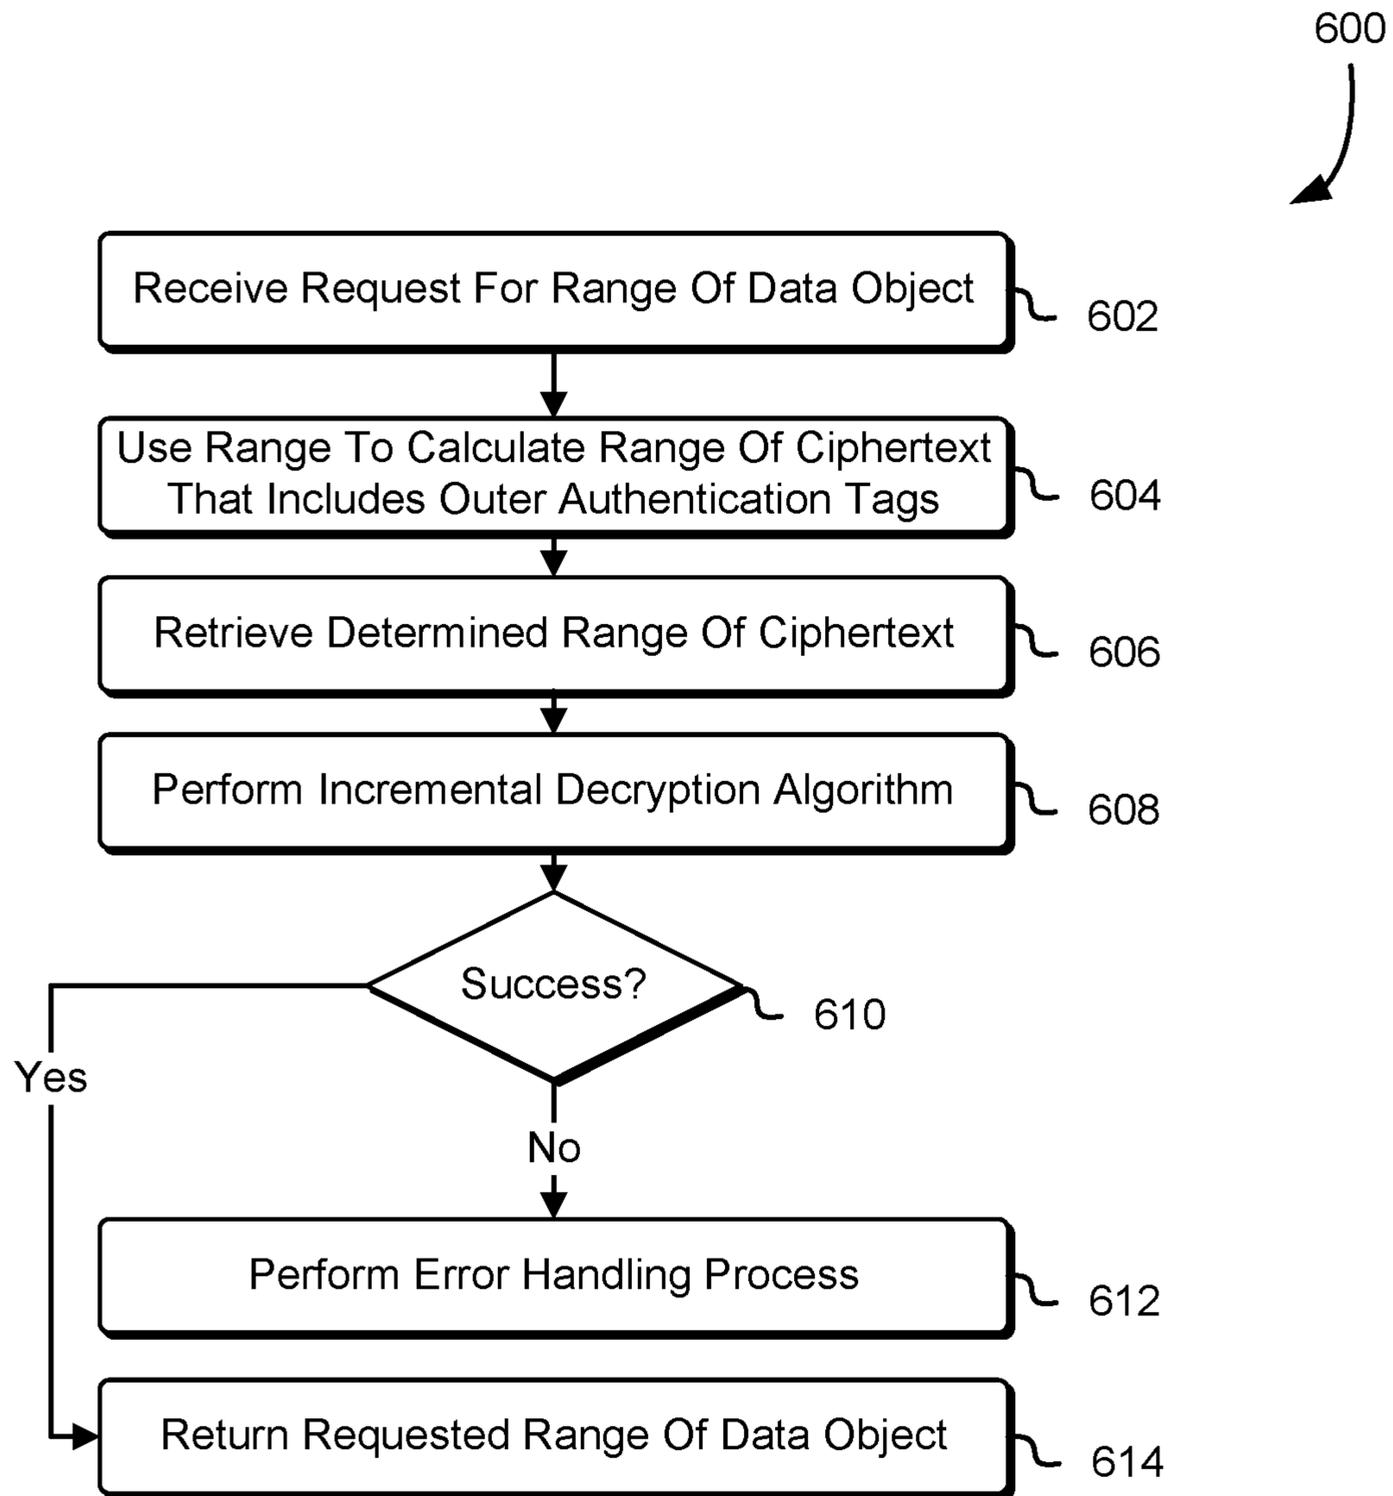 600
Receive Request For Range Of Data Object
602
Use Range To Calculate Range Of Ciphertext
That Includes Outer Authentication Tags
604
Retrieve Determined Range Of Ciphertext
606
Perform Incremental Decryption Algorithm
608
Success?
610
Yes
No
Perform Error Handling Process
612
Return Requested Range Of Data Object
614